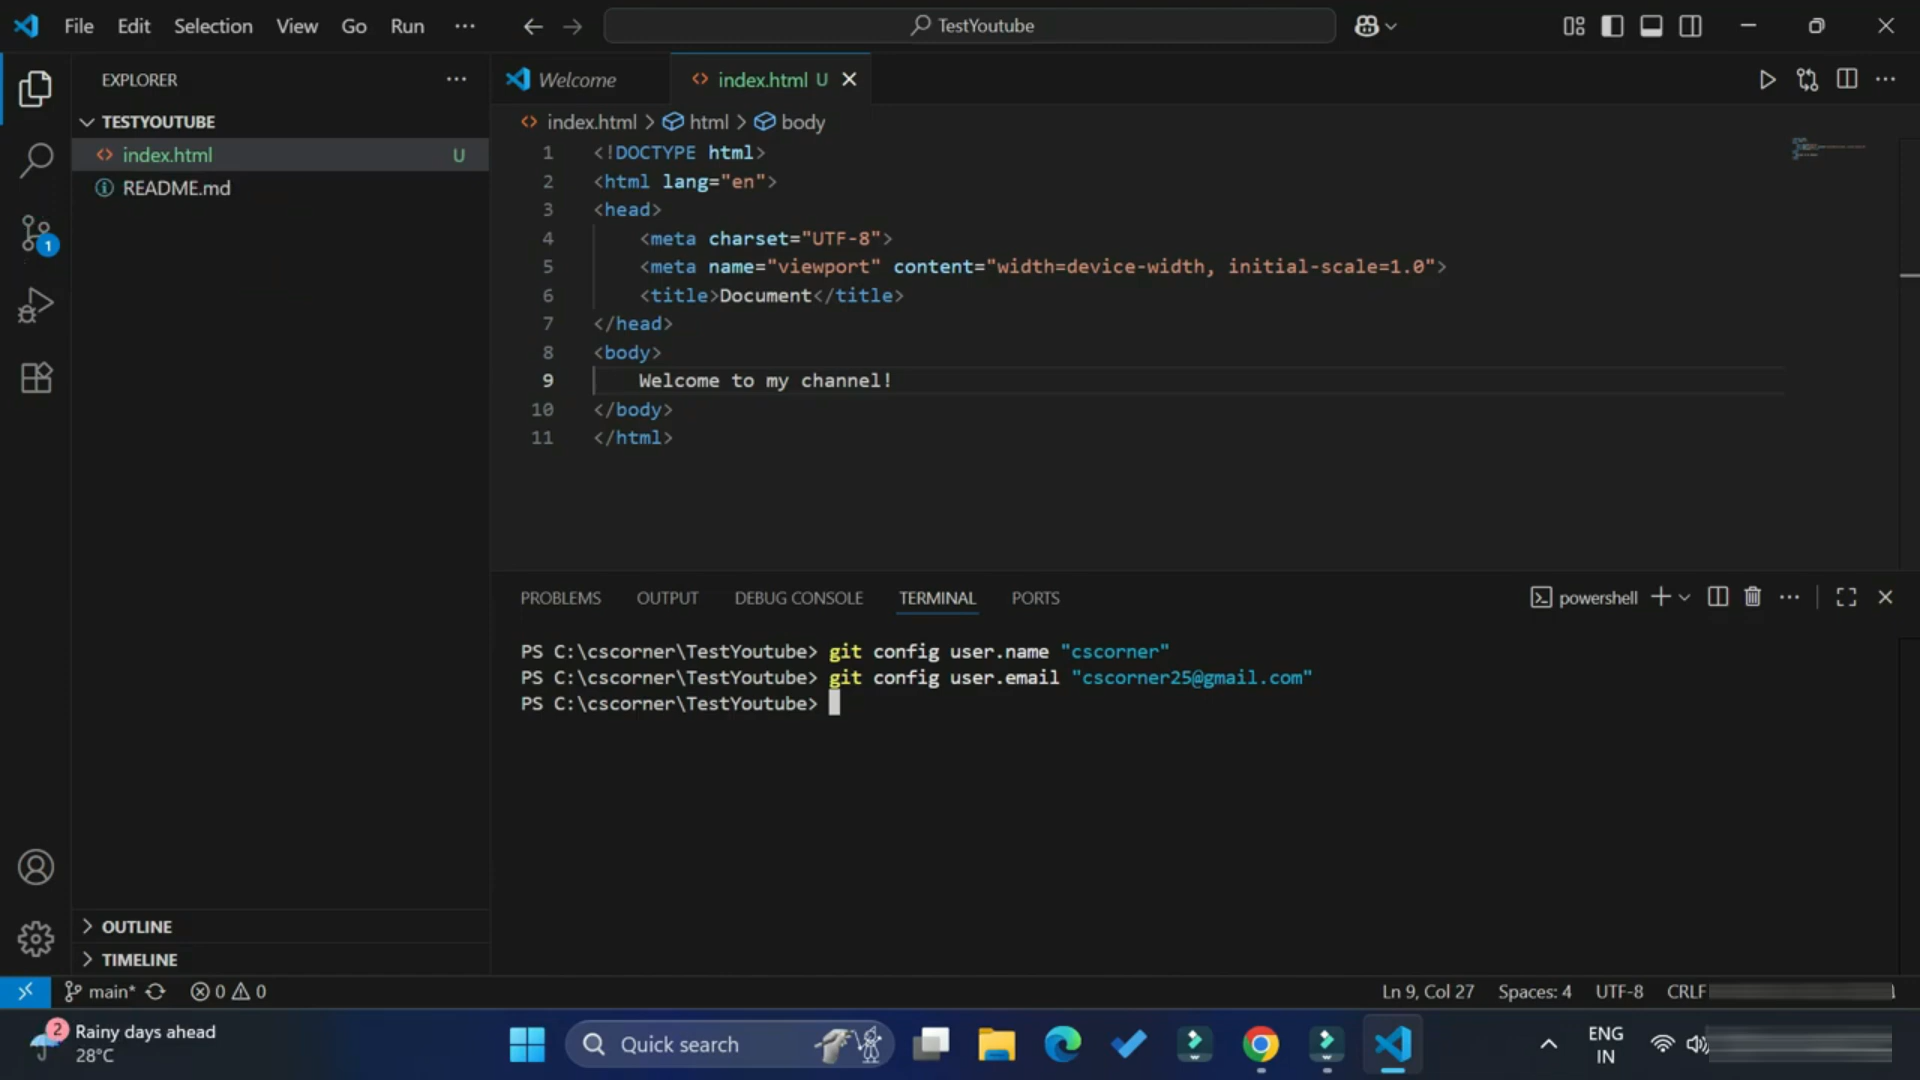 File Edit Selection View Go Run ··· TestYoutube
EXPLORER ···
TESTYOUTUBE
index.html U
README.md
1
OUTLINE
TIMELINE
Welcome index.html U
index.html > html > body
1 <!DOCTYPE html>
2 <html lang="en">
3 <head>
4 <meta charset="UTF-8">
5 <meta name="viewport" content="width=device-width, initial-scale=1.0">
6 <title>Document</title>
7 </head>
8 <body>
9 Welcome to my channel!
10 </body>
11 </html>
PROBLEMS OUTPUT DEBUG CONSOLE TERMINAL PORTS powershell
PS C:\cscorner\TestYoutube> git config user.name "cscorner"
PS C:\cscorner\TestYoutube> git config user.email "cscorner25@gmail.com"
PS C:\cscorner\TestYoutube>
main* 0 0 Ln 9, Col 27 Spaces: 4 UTF-8 CRLF
2 Rainy days ahead
28°C
Quick search
ENG
IN